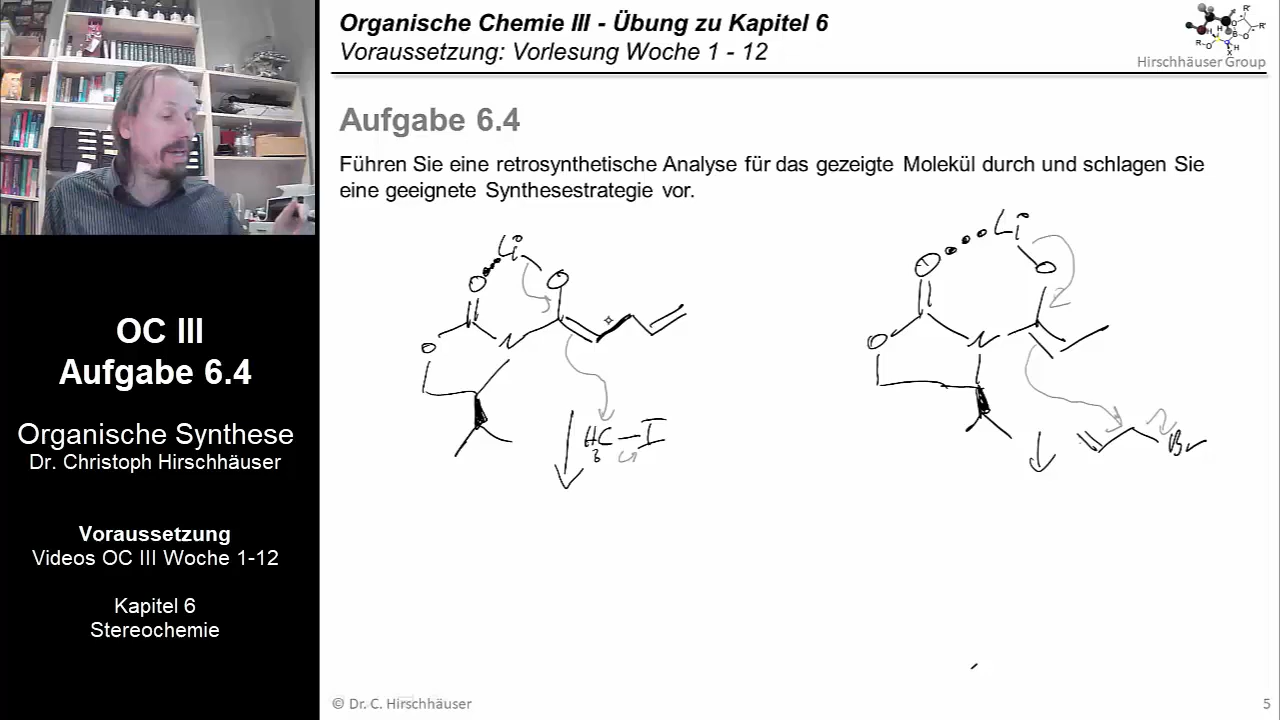 Organische Chemie III - Übung zu Kapitel 6
Voraussetzung: Vorlesung Woche 1 - 12
Hirschhäuser Group
Aufgabe 6.4
Führen Sie eine retrosynthetische Analyse für das gezeigte Molekül durch und schlagen Sie
eine geeignete Synthesestrategie vor.
OC III
Aufgabe 6.4
Organische Synthese
Dr. Christoph Hirschhäuser
Voraussetzung
Videos OC III Woche 1-12
Kapitel 6
Stereochemie
Li
O
O
O
N
H3C-I
Li
O
O
O
N
Br
© Dr. C. Hirschhäuser
5